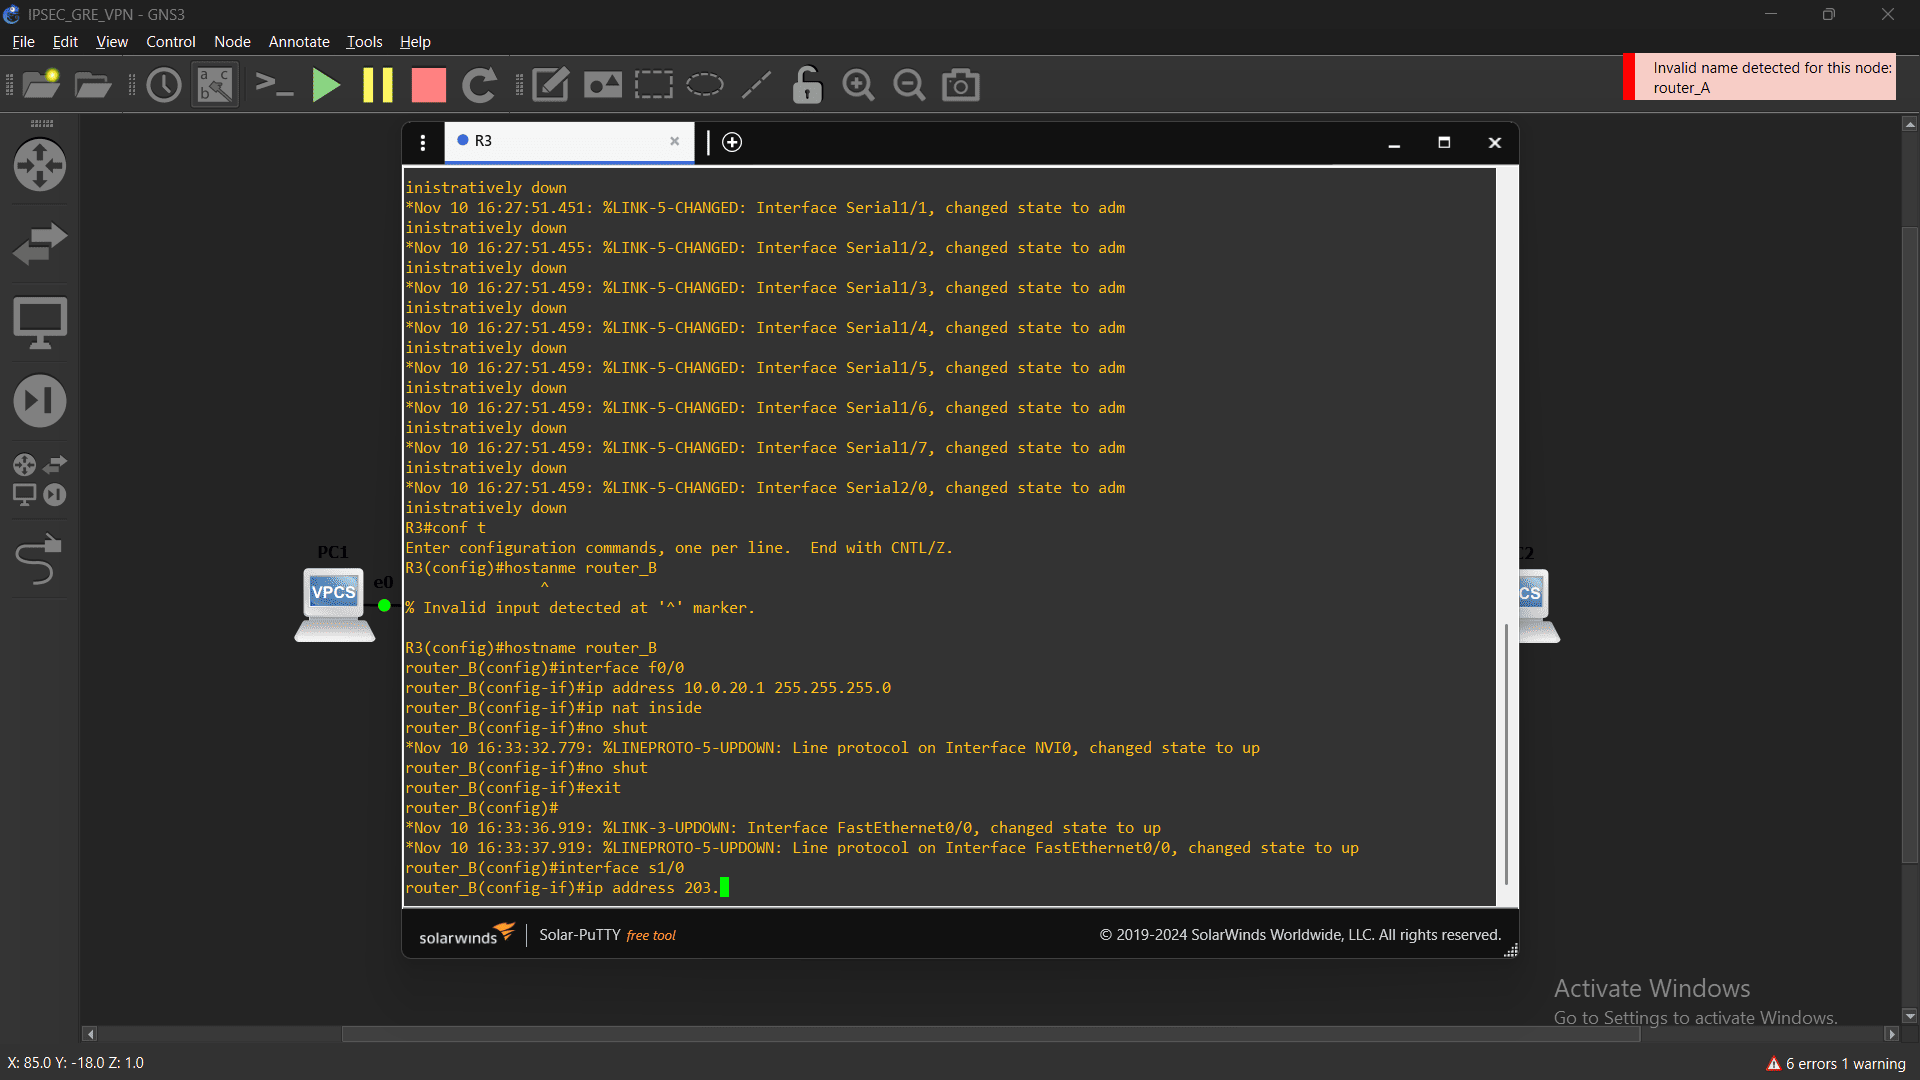 IPSEC_GRE_VPN - GNS3
File Edit View Control Node Annotate Tools Help
Invalid name detected for this node:
router_A
R3
inistratively down
*Nov 10 16:27:51.451: %LINK-5-CHANGED: Interface Serial1/1, changed state to adm
inistratively down
*Nov 10 16:27:51.455: %LINK-5-CHANGED: Interface Serial1/2, changed state to adm
inistratively down
*Nov 10 16:27:51.459: %LINK-5-CHANGED: Interface Serial1/3, changed state to adm
inistratively down
*Nov 10 16:27:51.459: %LINK-5-CHANGED: Interface Serial1/4, changed state to adm
inistratively down
*Nov 10 16:27:51.459: %LINK-5-CHANGED: Interface Serial1/5, changed state to adm
inistratively down
*Nov 10 16:27:51.459: %LINK-5-CHANGED: Interface Serial1/6, changed state to adm
inistratively down
*Nov 10 16:27:51.459: %LINK-5-CHANGED: Interface Serial1/7, changed state to adm
inistratively down
*Nov 10 16:27:51.459: %LINK-5-CHANGED: Interface Serial2/0, changed state to adm
inistratively down
R3#conf t
Enter configuration commands, one per line.  End with CNTL/Z.
R3(config)#hostanme router_B
^
% Invalid input detected at '^' marker.
R3(config)#hostname router_B
router_B(config)#interface f0/0
router_B(config-if)#ip address 10.0.20.1 255.255.255.0
router_B(config-if)#ip nat inside
router_B(config-if)#no shut
*Nov 10 16:33:32.779: %LINEPROTO-5-UPDOWN: Line protocol on Interface NVI0, changed state to up
router_B(config-if)#no shut
router_B(config-if)#exit
router_B(config)#
*Nov 10 16:33:36.919: %LINK-3-UPDOWN: Interface FastEthernet0/0, changed state to up
*Nov 10 16:33:37.919: %LINEPROTO-5-UPDOWN: Line protocol on Interface FastEthernet0/0, changed state to up
router_B(config)#interface s1/0
router_B(config-if)#ip address 203.
PC1
VPCS
e0
C2
CS
solarwinds Solar-PuTTY free tool
© 2019-2024 SolarWinds Worldwide, LLC. All rights reserved.
Activate Windows
Go to Settings to activate Windows.
X: 85.0 Y: -18.0 Z: 1.0
6 errors 1 warning